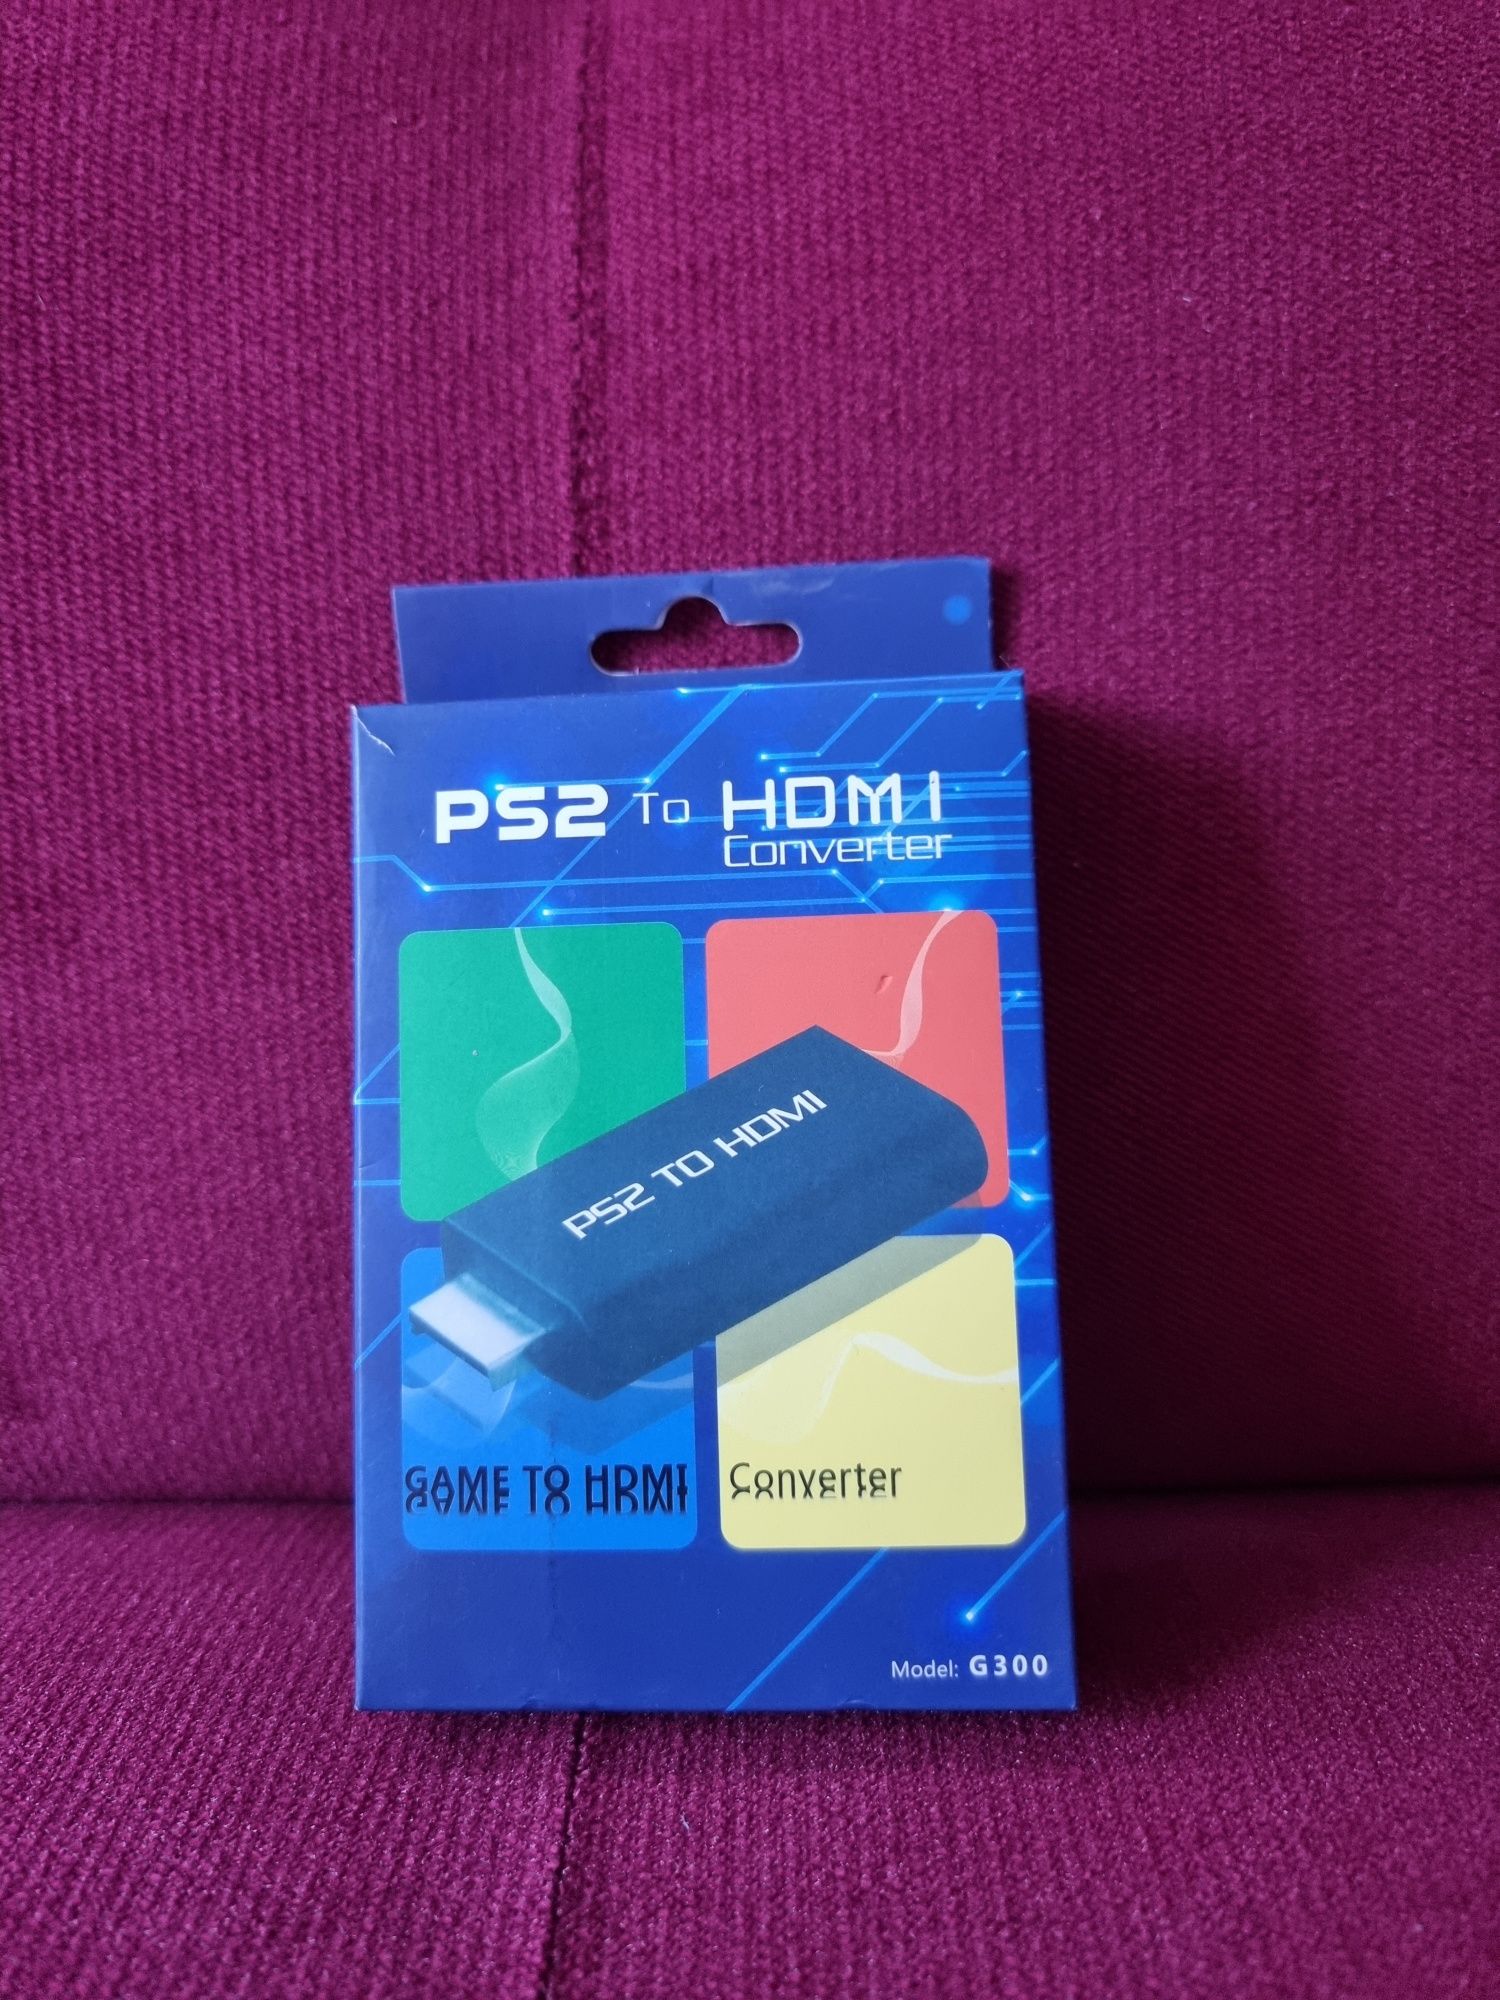 PS2 To HDMI
Converter
PS2 TO HDMI
GAME TO HDMI
Converter
Model: G300